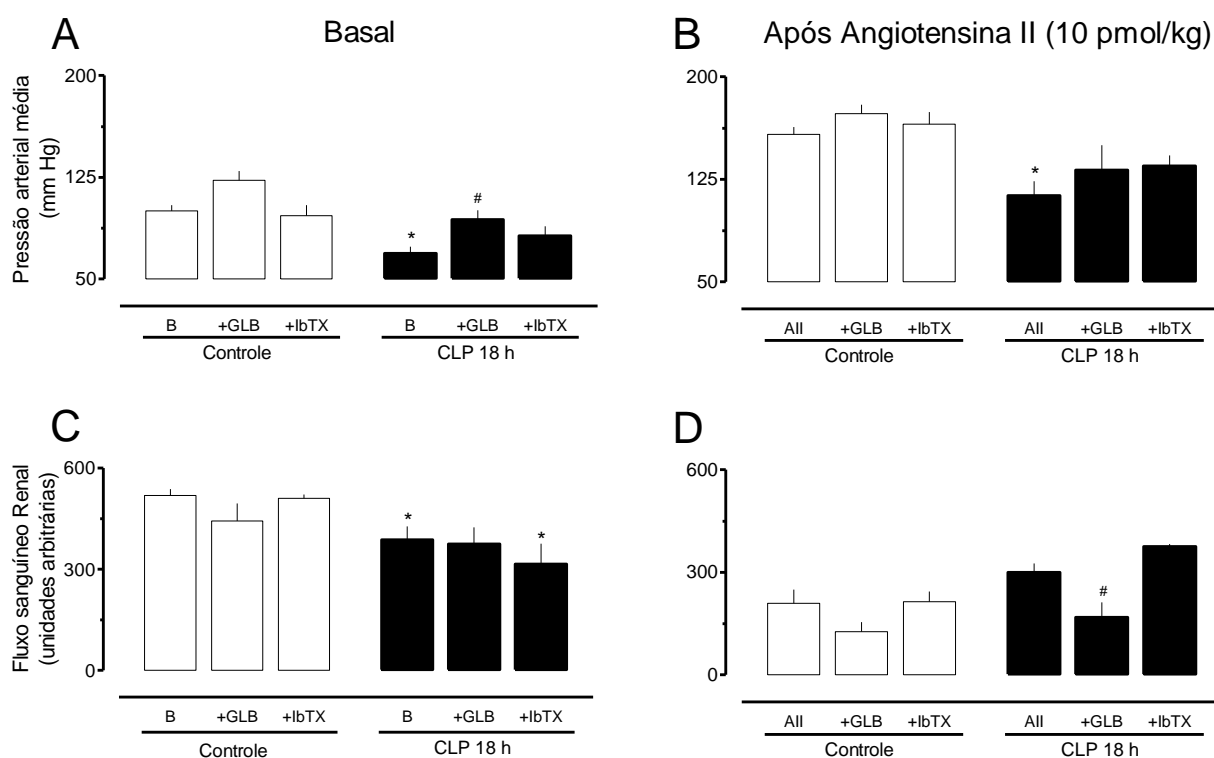 A
Basal
Pressão arterial média
(mm Hg)
200
125
50
*
#
B
+GLB
+IbTX
B
+GLB
+IbTX
Controle
CLP 18 h
B
Após Angiotensina II (10 pmol/kg)
200
125
50
*
AII
+GLB
+IbTX
AII
+GLB
+IbTX
Controle
CLP 18 h
C
Fluxo sanguíneo Renal
(unidades arbitrárias)
600
300
0
*
*
B
+GLB
+IbTX
B
+GLB
+IbTX
Controle
CLP 18 h
D
600
300
0
#
AII
+GLB
+IbTX
AII
+GLB
+IbTX
Controle
CLP 18 h